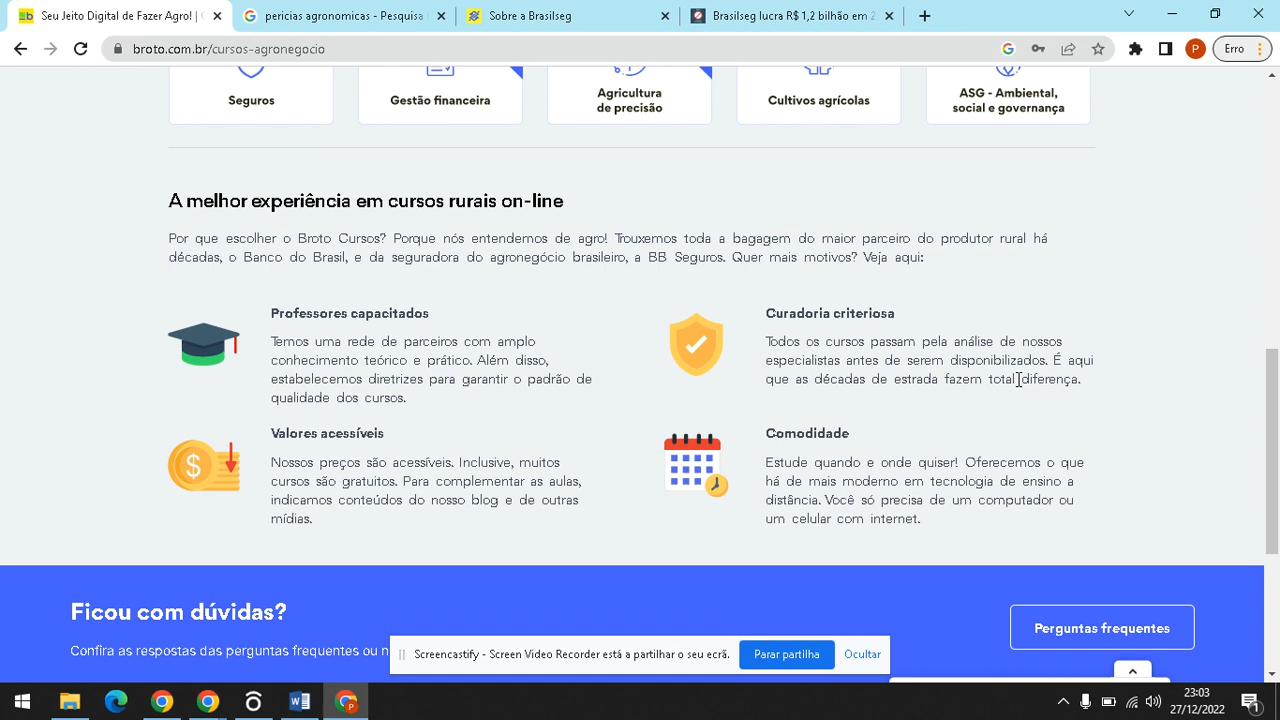 Seu Jeito Digital de Fazer Agro! | C
pericias agronomicas - Pesquisa
Sobre a Brasilseg
Brasilseg lucra R$ 1,2 bilhão em 2
broto.com.br/cursos-agronegocio
P
Erro
Seguros
Gestão financeira
Agricultura
de precisão
Cultivos agrícolas
ASG - Ambiental,
social e governança
A melhor experiência em cursos rurais on-line
Por que escolher o Broto Cursos? Porque nós entendemos de agro! Trouxemos toda a bagagem do maior parceiro do produtor rural há
décadas, o Banco do Brasil, e da seguradora do agronegócio brasileiro, a BB Seguros. Quer mais motivos? Veja aqui:
Professores capacitados
Temos uma rede de parceiros com amplo
conhecimento teórico e prático. Além disso,
estabelecemos diretrizes para garantir o padrão de
qualidade dos cursos.
Curadoria criteriosa
Todos os cursos passam pela análise de nossos
especialistas antes de serem disponibilizados. É aqui
que as décadas de estrada fazem total diferença.
Valores acessíveis
Nossos preços são acessíveis. Inclusive, muitos
cursos são gratuitos. Para complementar as aulas,
indicamos conteúdos do nosso blog e de outras
mídias.
Comodidade
Estude quando e onde quiser! Oferecemos o que
há de mais moderno em tecnologia de ensino a
distância. Você só precisa de um computador ou
um celular com internet.
Ficou com dúvidas?
Confira as respostas das perguntas frequentes ou n
Perguntas frequentes
Screencastify - Screen Video Recorder está a partilhar o seu ecrã.
Parar partilha
Ocultar
23:03
27/12/2022
1